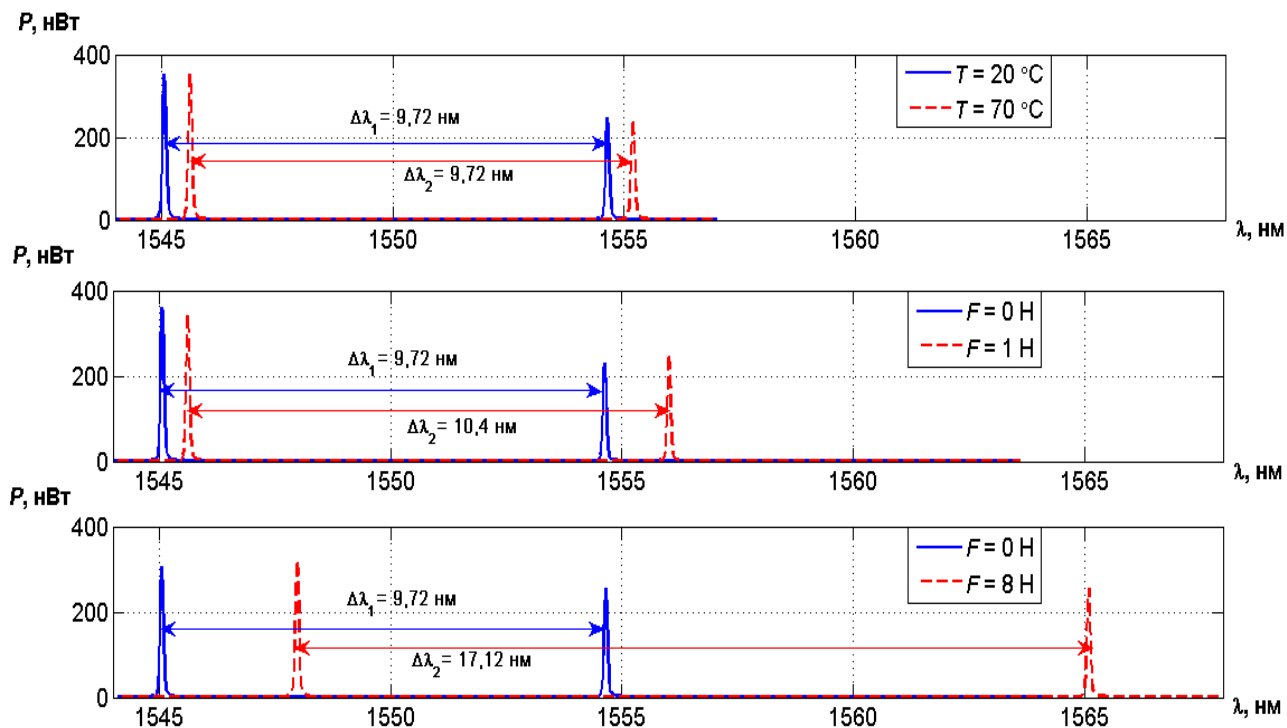 P, нВт
400
200
0
T = 20 °C
T = 70 °C
Δλ1 = 9,72 нм
Δλ2 = 9,72 нм
1545 1550 1555 1560 1565 λ, нм
P, нВт
400
200
0
F = 0 Н
F = 1 Н
Δλ1 = 9,72 нм
Δλ2 = 10,4 нм
1545 1550 1555 1560 1565 λ, нм
P, нВт
400
200
0
F = 0 Н
F = 8 Н
Δλ1 = 9,72 нм
Δλ2 = 17,12 нм
1545 1550 1555 1560 1565 λ, нм